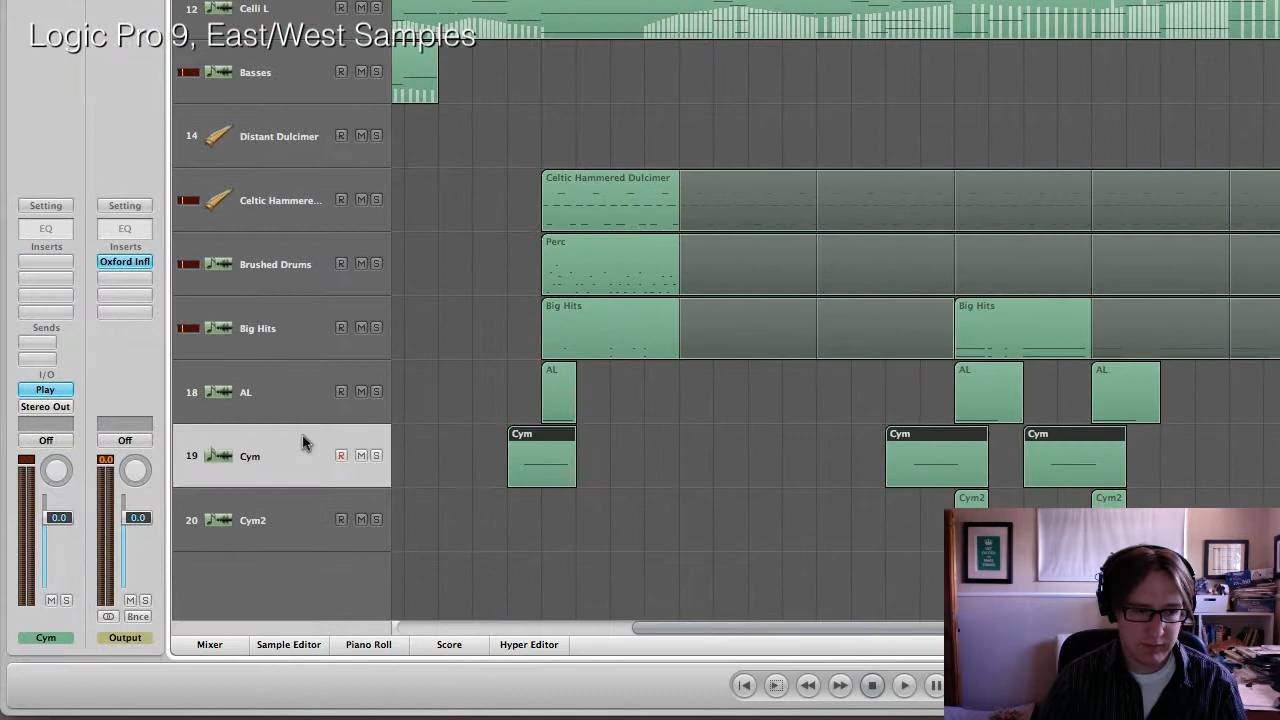 12 Celli L R M S
Logic Pro 9, East/West Samples
Basses R M S
14 Distant Dulcimer R M S
Celtic Hammered Dulcimer
Setting Setting
Celtic Hammere... R M S
EQ EQ
Inserts Inserts
Perc
Oxford Infl
Brushed Drums R M S
Big Hits Big Hits
Sends
Big Hits R M S
I/O
AL AL AL
Play
18 AL R M S
Stereo Out
Off Off
Cym Cym Cym
19 Cym R M S
0.0
Cym2 Cym2
0.0 0.0
20 Cym2 R M S
M S M S
Bnce
Cym Output
Mixer Sample Editor Piano Roll Score Hyper Editor